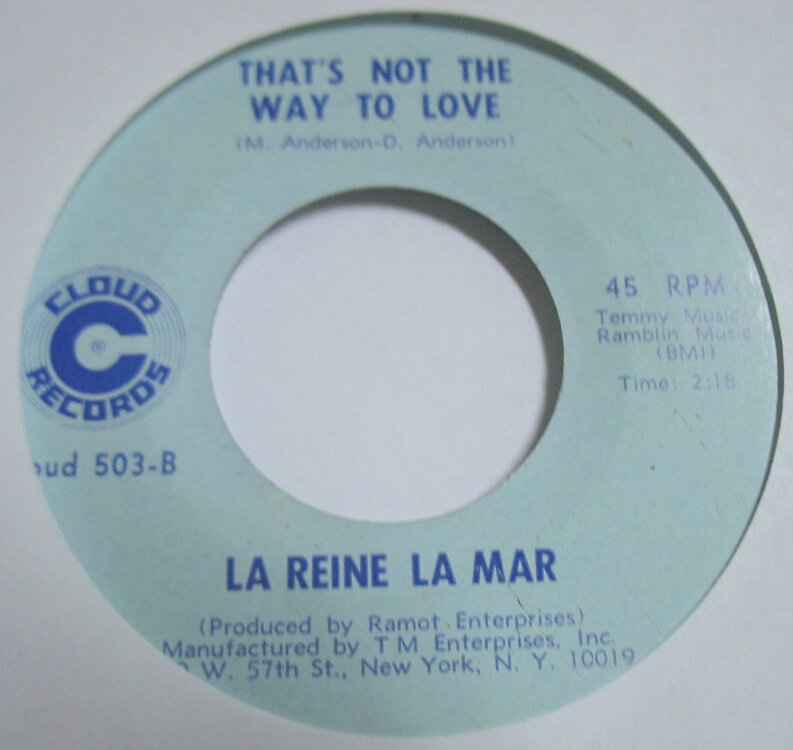 THAT'S NOT THE
WAY TO LOVE
(M. Anderson-D. Anderson)
CLOUD
C
RECORDS
®
45 RPM
Temmy Music
Ramblin Music
(BMI)
Time: 2:18
oud 503-B
LA REINE LA MAR
(Produced by Ramot Enterprises)
Manufactured by T M Enterprises, Inc.
W. 57th St., New York, N. Y. 10019